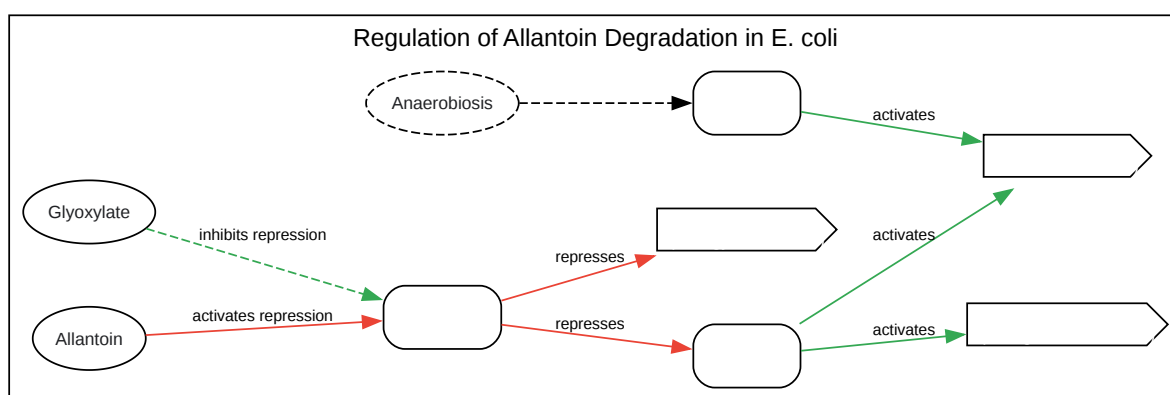 Regulation of Allantoin Degradation in E. coli
Anaerobiosis
activates
Glyoxylate
inhibits repression
activates
represses
activates repression
Allantoin
represses
activates